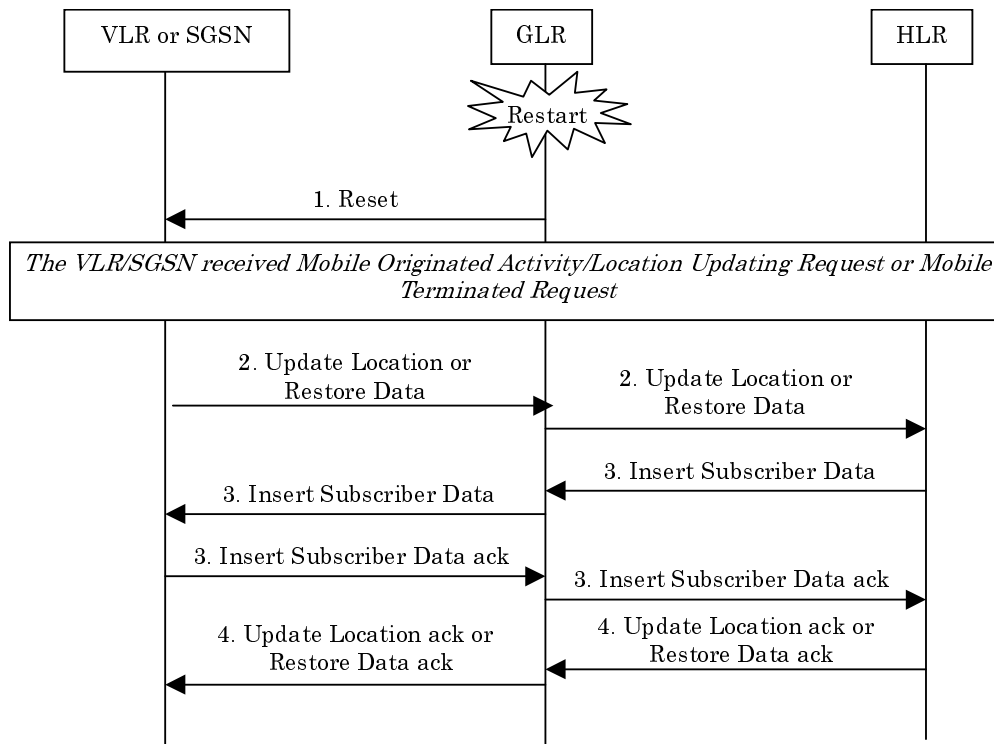 VLR or SGSN
GLR
HLR
Restart
1. Reset
The VLR/SGSN received Mobile Originated Activity/Location Updating Request or Mobile
Terminated Request
2. Update Location or
Restore Data
2. Update Location or
Restore Data
3. Insert Subscriber Data
3. Insert Subscriber Data
3. Insert Subscriber Data ack
3. Insert Subscriber Data ack
4. Update Location ack or
Restore Data ack
4. Update Location ack or
Restore Data ack